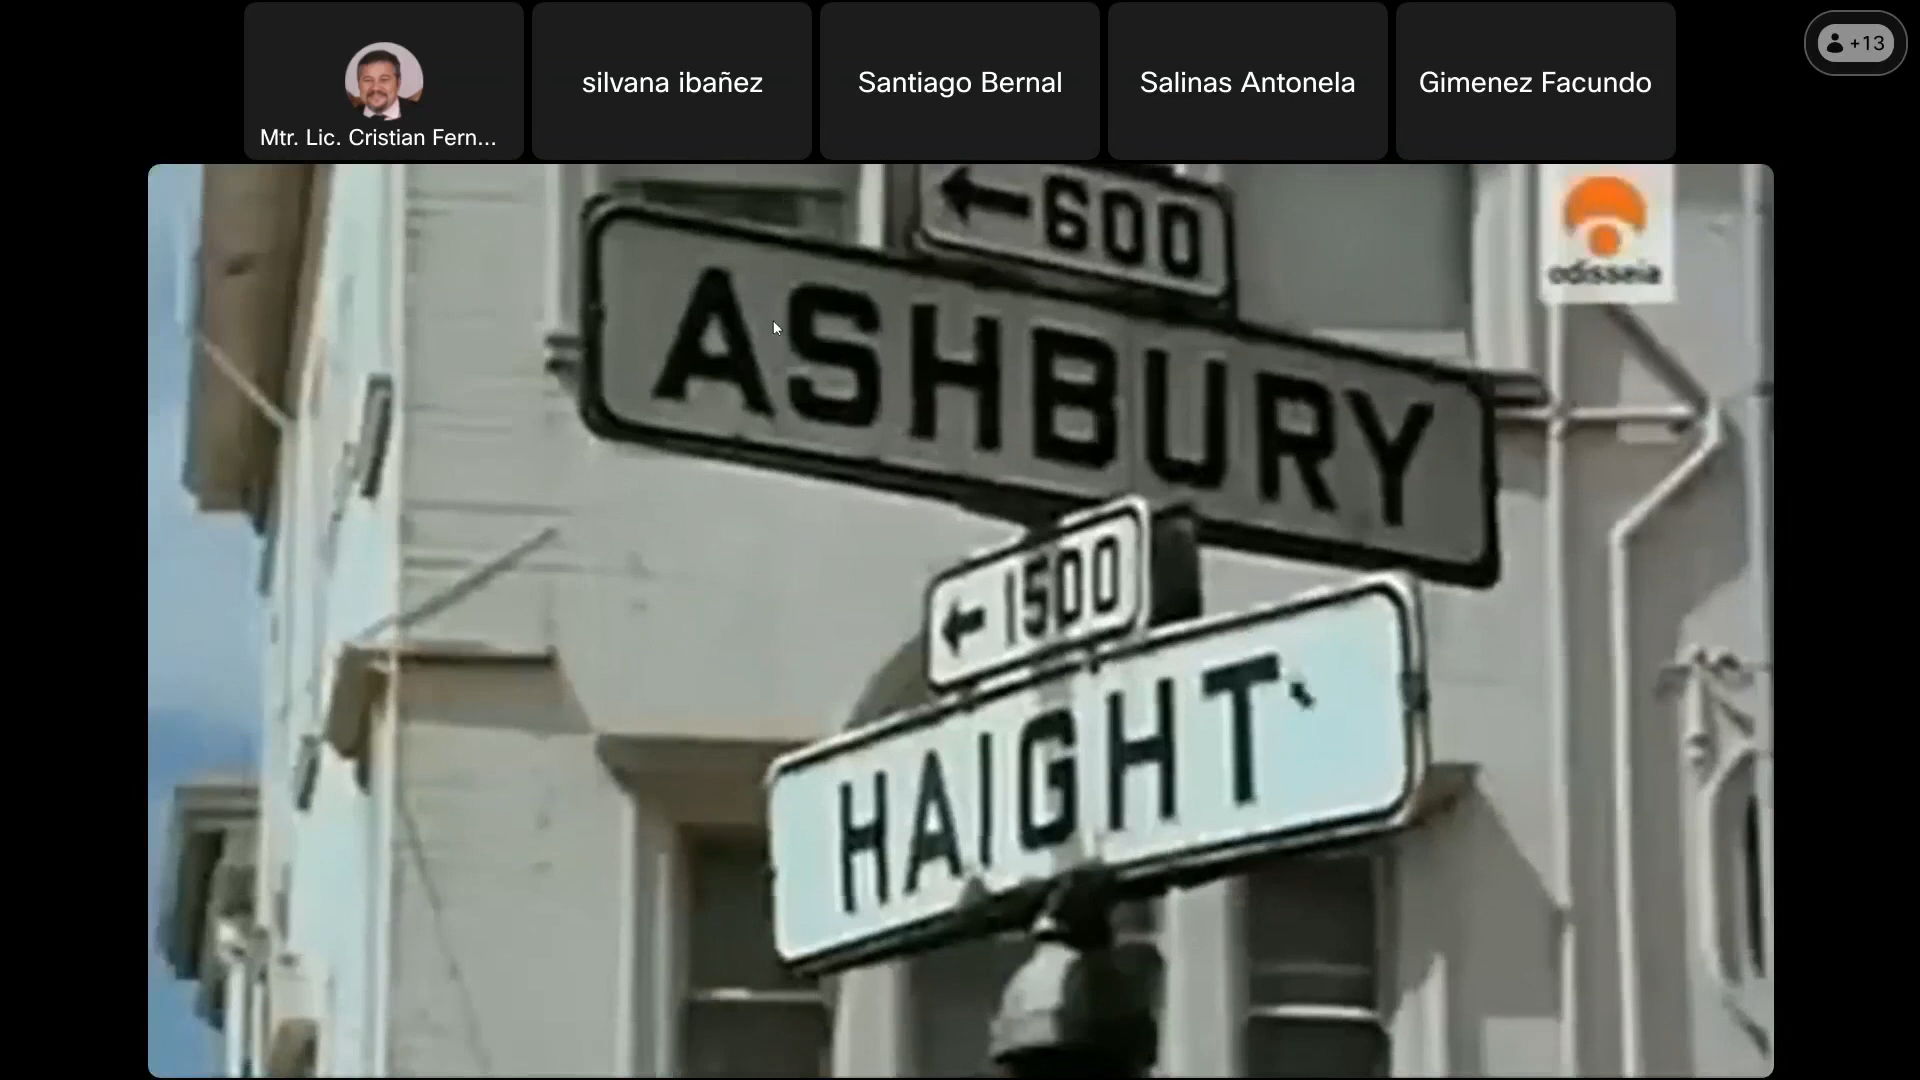 Mtr. Lic. Cristian Fern...
silvana ibañez
Santiago Bernal
Salinas Antonela
Gimenez Facundo
+13
←600
ASHBURY
odisseia
←1500
HAIGHT